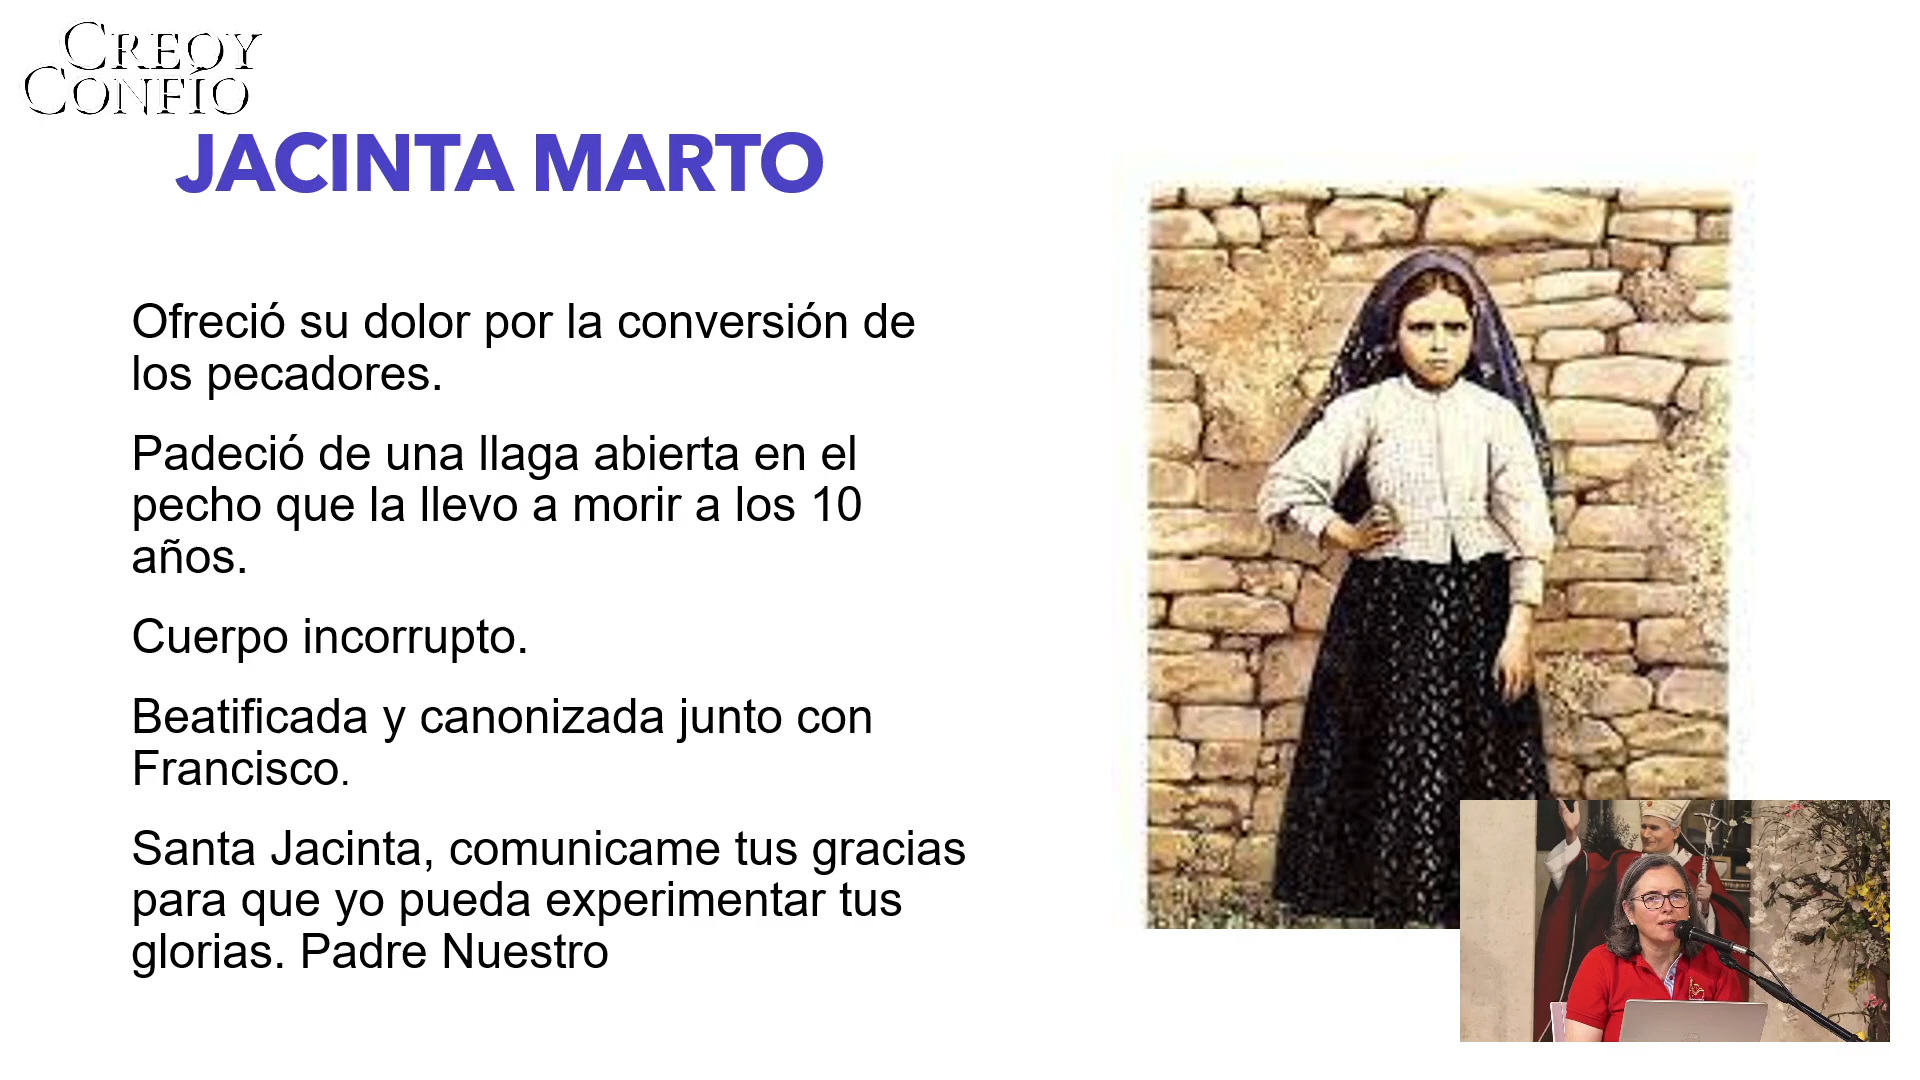 CREO Y
CONFÍO
JACINTA MARTO
Ofreció su dolor por la conversión de
los pecadores.
Padeció de una llaga abierta en el
pecho que la llevo a morir a los 10
años.
Cuerpo incorrupto.
Beatificada y canonizada junto con
Francisco.
Santa Jacinta, comunicame tus gracias
para que yo pueda experimentar tus
glorias. Padre Nuestro